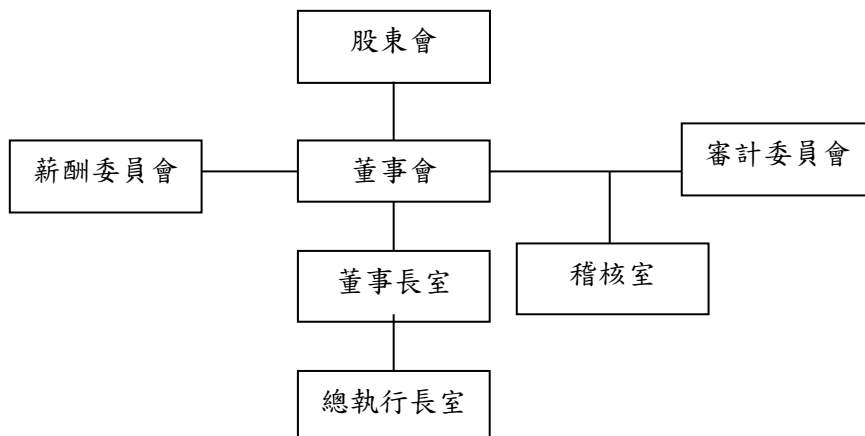 股東會
薪酬委員會
董事會
審計委員會
董事長室
稽核室
總執行長室